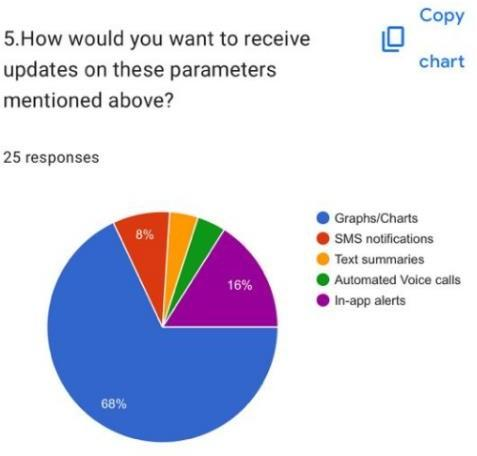 5.How would you want to receive
updates on these parameters
mentioned above?
Copy
chart
25 responses
8%
16%
68%
Graphs/Charts
SMS notifications
Text summaries
Automated Voice calls
In-app alerts